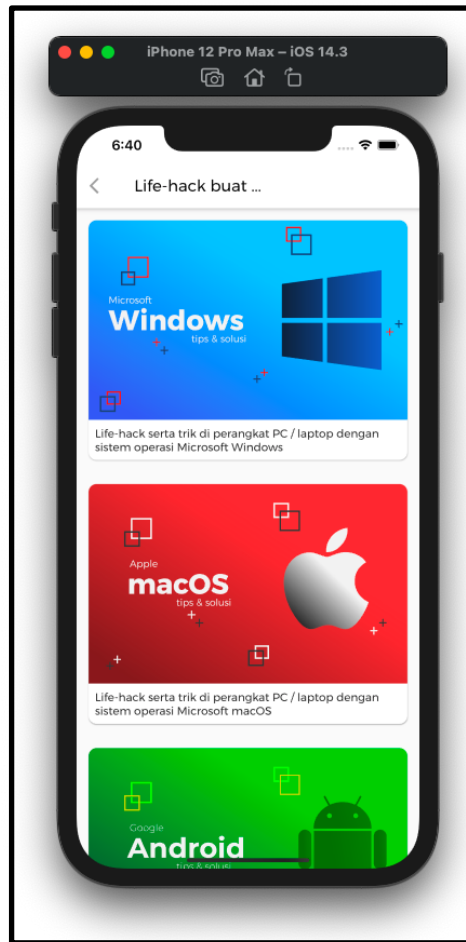 iPhone 12 Pro Max – iOS 14.3
6:40
Life-hack buat ...
Microsoft
Windows
tips & solusi
Life-hack serta trik di perangkat PC / laptop dengan
sistem operasi Microsoft Windows
Apple
macOS
tips & solusi
Life-hack serta trik di perangkat PC / laptop dengan
sistem operasi Microsoft macOS
Google
Android
tips & solusi